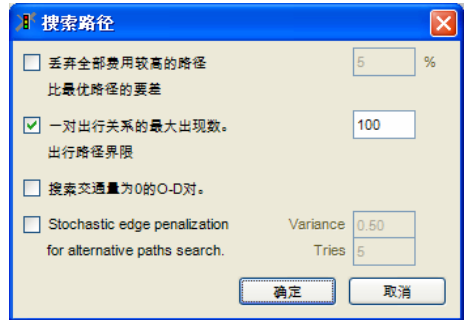 搜索路径
丢弃全部费用较高的路径 5 %
比最优路径的要差
一对出行关系的最大出现数。 100
出行路径界限
搜索交通量为0的O-D对。
Stochastic edge penalization Variance 0.50
for alternative paths search. Tries 5
确定 取消